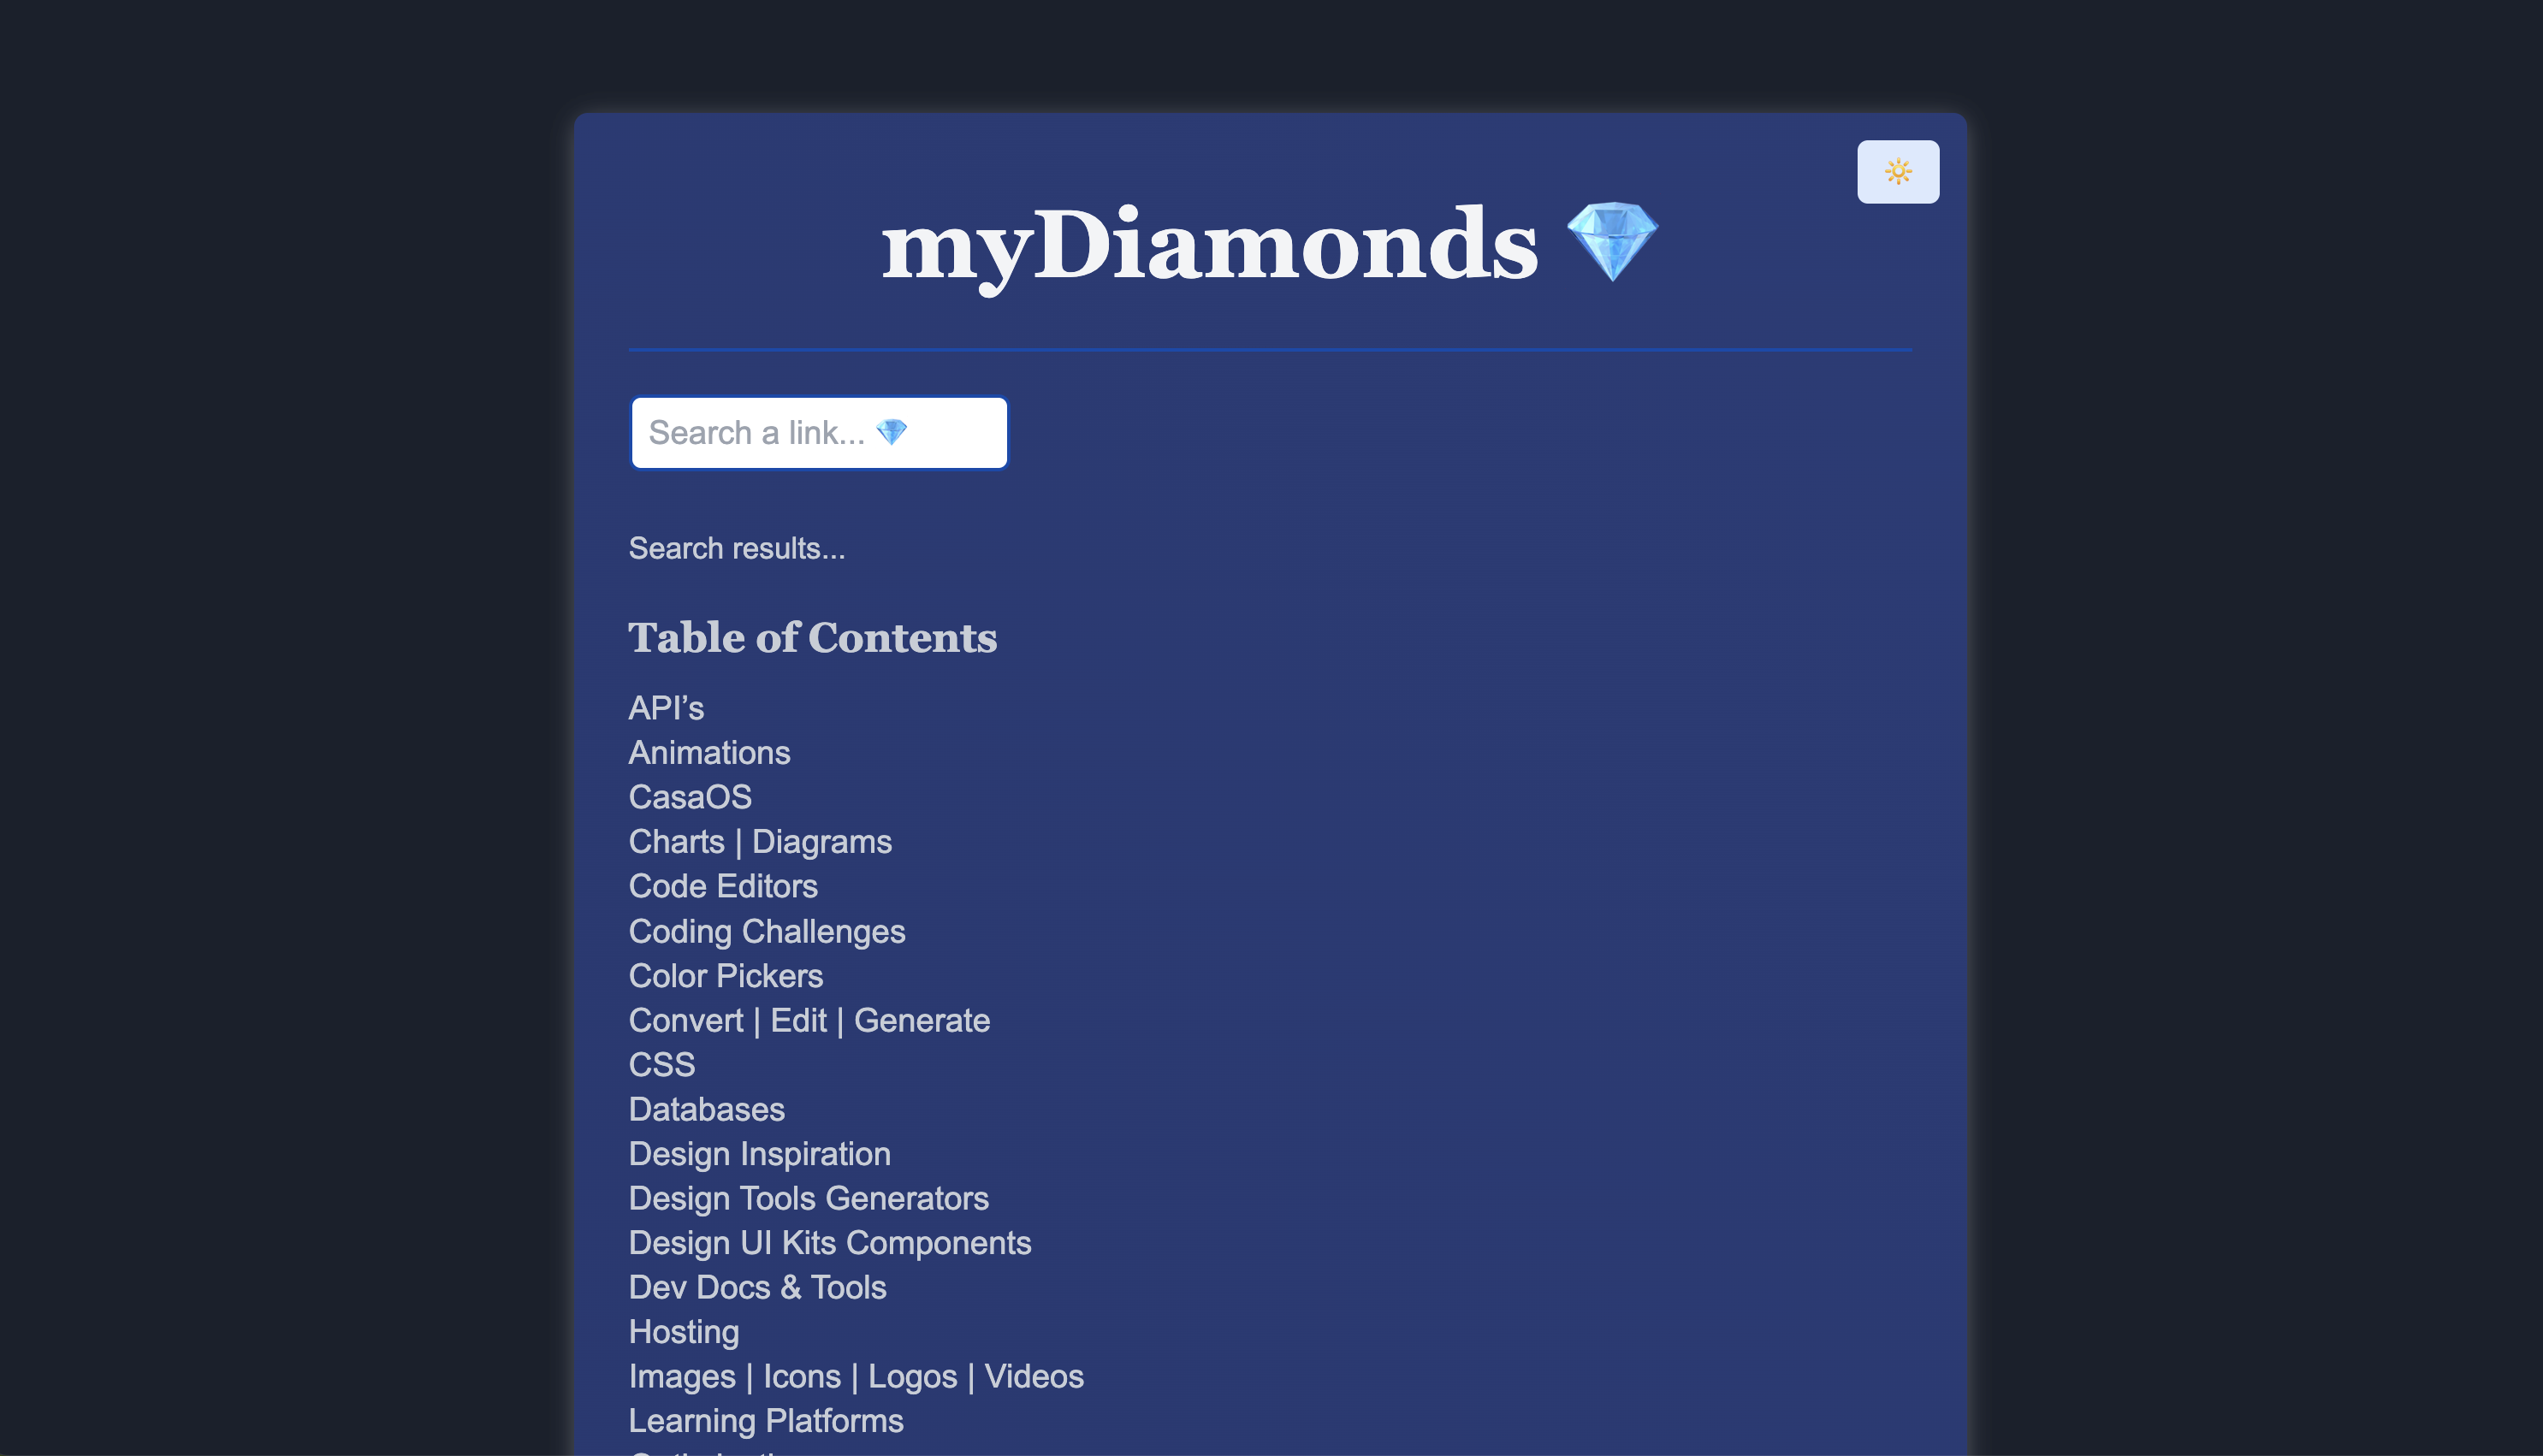 myDiamonds 💎
Search a link... 💎
Search results...
Table of Contents
API’s
Animations
CasaOS
Charts | Diagrams
Code Editors
Coding Challenges
Color Pickers
Convert | Edit | Generate
CSS
Databases
Design Inspiration
Design Tools Generators
Design UI Kits Components
Dev Docs & Tools
Hosting
Images | Icons | Logos | Videos
Learning Platforms